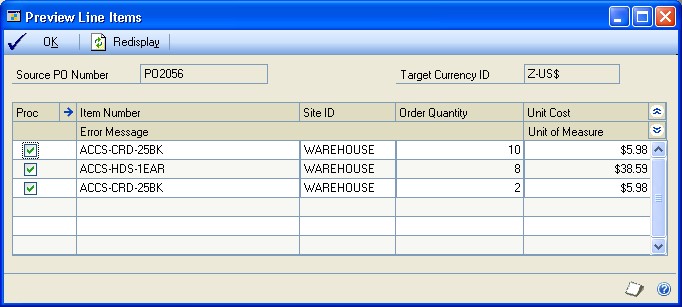 Preview Line Items
OK Redisplay
Source PO Number PO2056 Target Currency ID Z-US$
Proc Item Number Site ID Order Quantity Unit Cost
Error Message Unit of Measure
ACCS-CRD-25BK WAREHOUSE 10 $5.98
ACCS-HDS-1EAR WAREHOUSE 8 $38.59
ACCS-CRD-25BK WAREHOUSE 2 $5.98